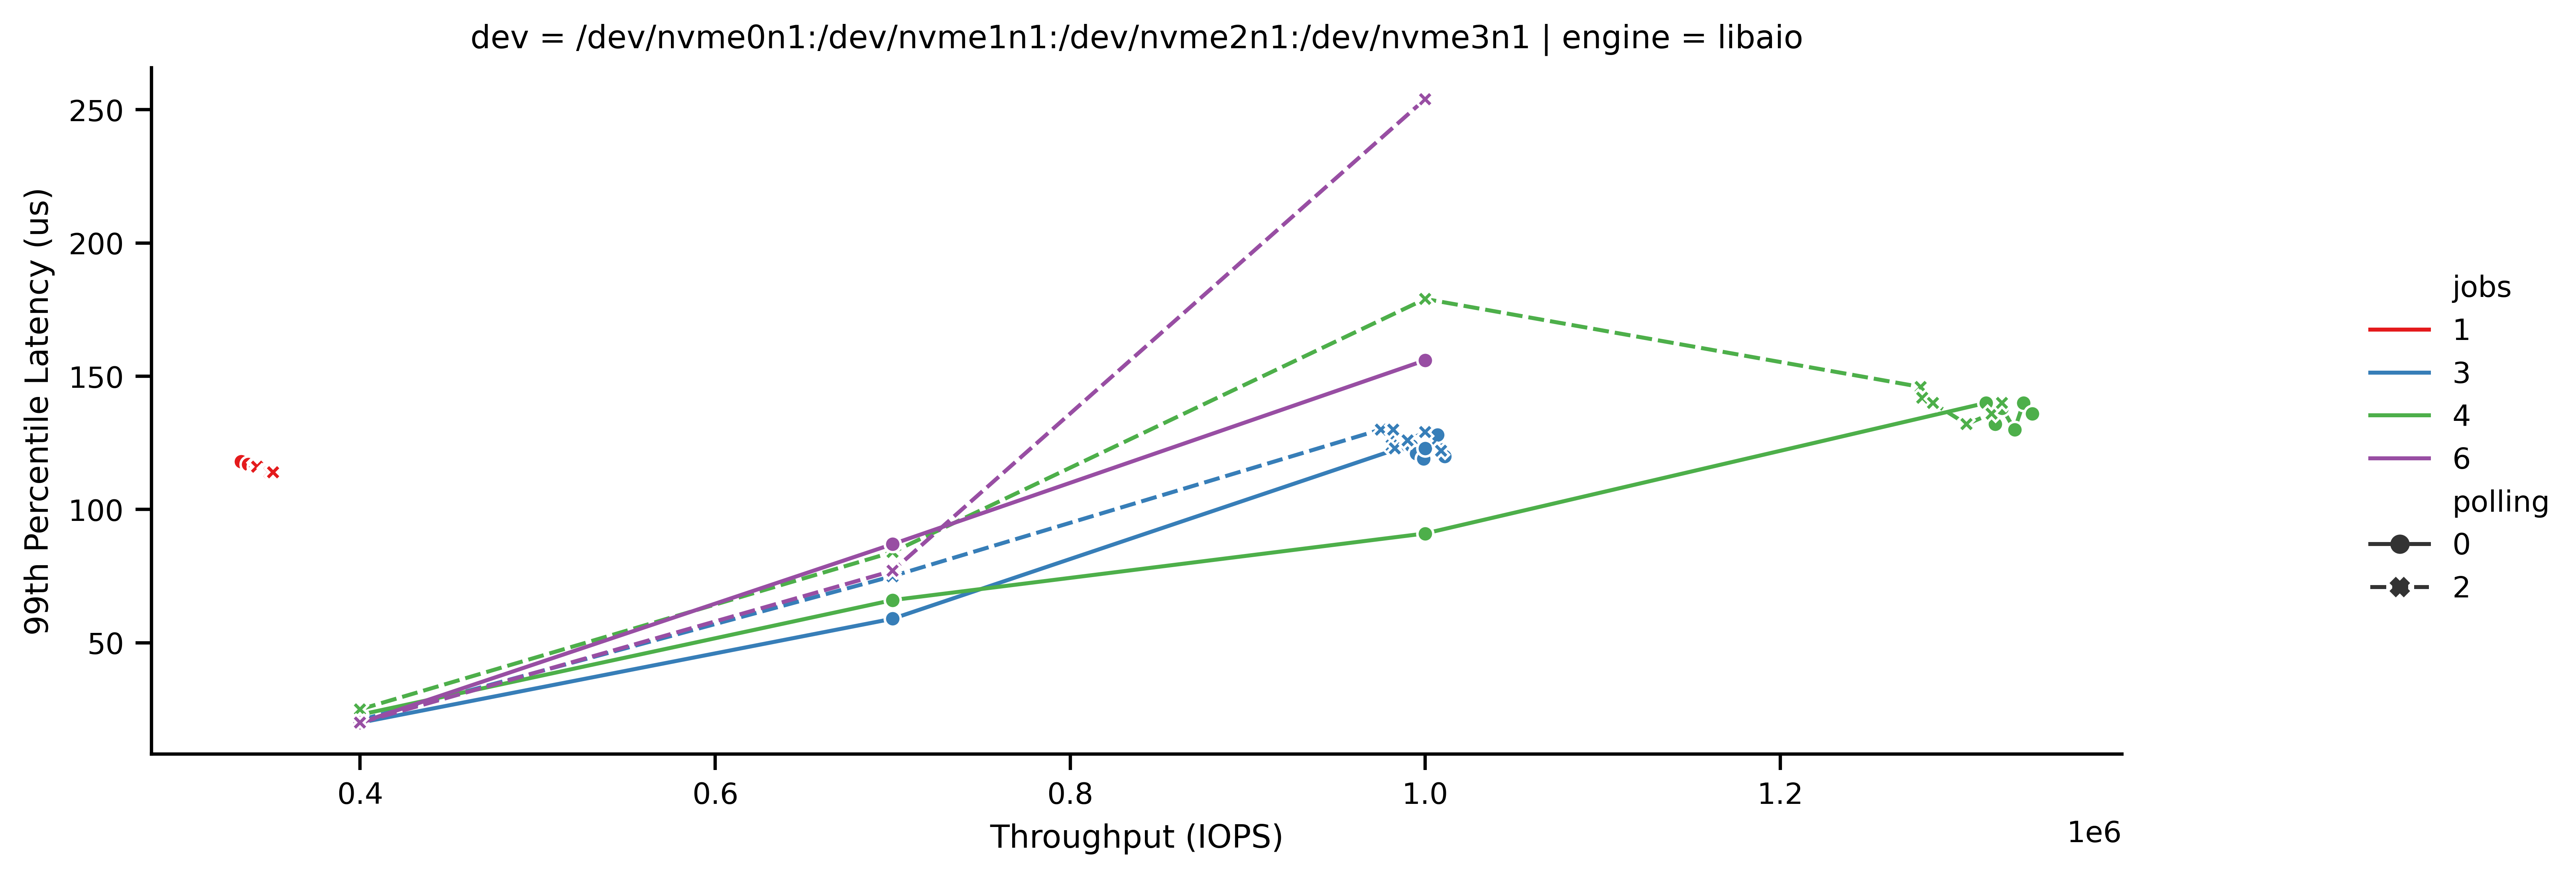 dev = /dev/nvme0n1:/dev/nvme1n1:/dev/nvme2n1:/dev/nvme3n1 | engine = libaio
99th Percentile Latency (us)
250
200
150
100
50
0.4
0.6
0.8
1.0
1.2
1e6
Throughput (IOPS)
jobs
1
3
4
6
polling
0
2